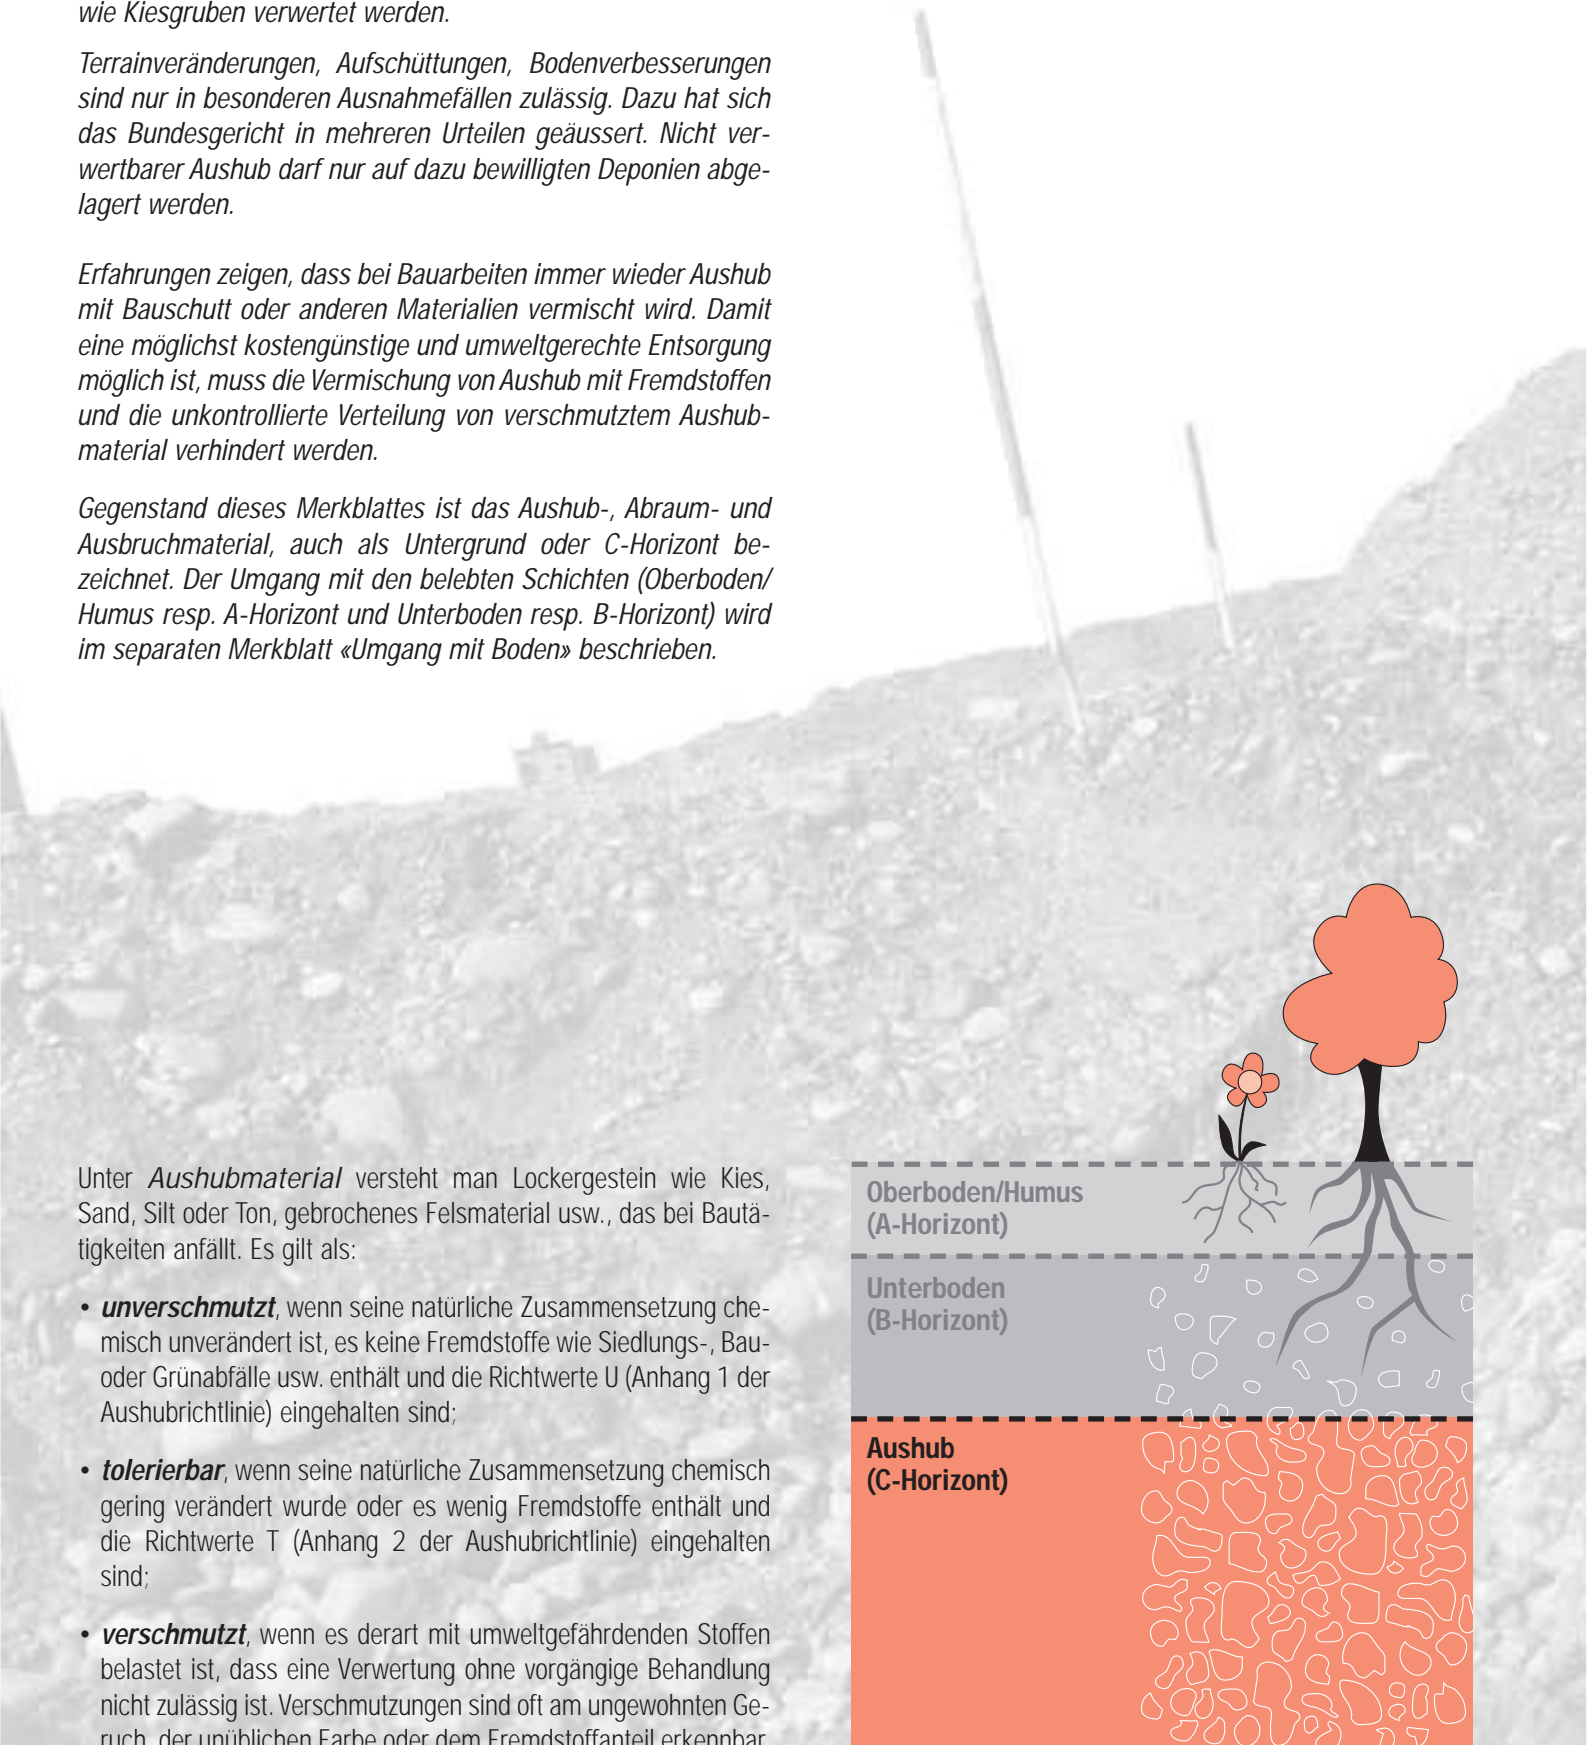 wie Kiesgruben verwertet werden.
Terrainveränderungen, Aufschüttungen, Bodenverbesserungen
sind nur in besonderen Ausnahmefällen zulässig. Dazu hat sich
das Bundesgericht in mehreren Urteilen geäussert. Nicht ver-
wertbarer Aushub darf nur auf dazu bewilligten Deponien abge-
lagert werden.
Erfahrungen zeigen, dass bei Bauarbeiten immer wieder Aushub
mit Bauschutt oder anderen Materialien vermischt wird. Damit
eine möglichst kostengünstige und umweltgerechte Entsorgung
möglich ist, muss die Vermischung von Aushub mit Fremdstoffen
und die unkontrollierte Verteilung von verschmutztem Aushub-
material verhindert werden.
Gegenstand dieses Merkblattes ist das Aushub-, Abraum- und
Ausbruchmaterial, auch als Untergrund oder C-Horizont be-
zeichnet. Der Umgang mit den belebten Schichten (Oberboden/
Humus resp. A-Horizont und Unterboden resp. B-Horizont) wird
im separaten Merkblatt «Umgang mit Boden» beschrieben.
Unter Aushubmaterial versteht man Lockergestein wie Kies,
Sand, Silt oder Ton, gebrochenes Felsmaterial usw., das bei Bautä-
tigkeiten anfällt. Es gilt als:
• unverschmutzt, wenn seine natürliche Zusammensetzung che-
misch unverändert ist, es keine Fremdstoffe wie Siedlungs-, Bau-
oder Grünabfälle usw. enthält und die Richtwerte U (Anhang 1 der
Aushubrichtlinie) eingehalten sind;
• tolerierbar, wenn seine natürliche Zusammensetzung chemisch
gering verändert wurde oder es wenig Fremdstoffe enthält und
die Richtwerte T (Anhang 2 der Aushubrichtlinie) eingehalten
sind;
• verschmutzt, wenn es derart mit umweltgefährdenden Stoffen
belastet ist, dass eine Verwertung ohne vorgängige Behandlung
nicht zulässig ist. Verschmutzungen sind oft am ungewohnten Ge-
ruch, der unüblichen Farbe oder dem Fremdstoffanteil erkennbar.
Oberboden/Humus
(A-Horizont)
Unterboden
(B-Horizont)
Aushub
(C-Horizont)